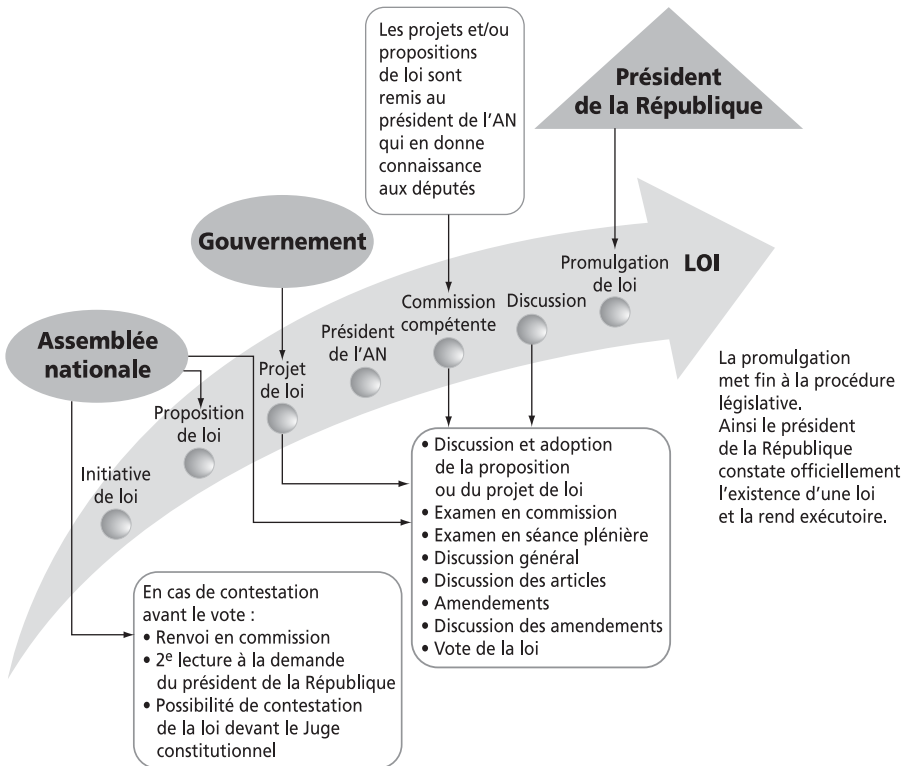 Les projets et/ou
propositions
de loi sont
remis au
président de l'AN
qui en donne
connaissance
aux députés
Président
de la République
Gouvernement
Assemblée
nationale
Initiative
de loi
Proposition
de loi
Projet
de loi
Président
de l'AN
Commission
compétente
Discussion
Promulgation
de loi
LOI
La promulgation
met fin à la procédure
législative.
Ainsi le président
de la République
constate officiellement
l'existence d'une loi
et la rend exécutoire.
• Discussion et adoption
de la proposition
ou du projet de loi
• Examen en commission
• Examen en séance plénière
• Discussion général
• Discussion des articles
• Amendements
• Discussion des amendements
• Vote de la loi
En cas de contestation
avant le vote :
• Renvoi en commission
• 2e lecture à la demande
du président de la République
• Possibilité de contestation
de la loi devant le Juge
constitutionnel